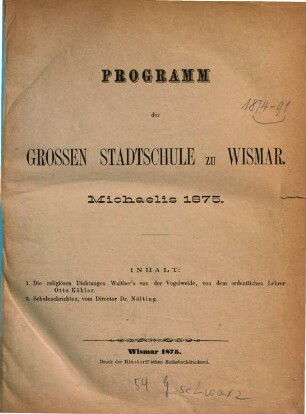 PROGRAMM
1874-91
der
GROSSEN STADTSCHULE ZU WISMAR.
Michaelis 1875.
INHALT:
1. Die religiösen Dichtungen Walther's von der Vogelweide, von dem ordentlichen Lehrer
Otto Köhler.
2. Schulnachrichten, vom Director Dr. Nölting.
Wismar 1875.
Druck der Hinstorff'schen Rathsbuchdruckerei.
54 schwarz